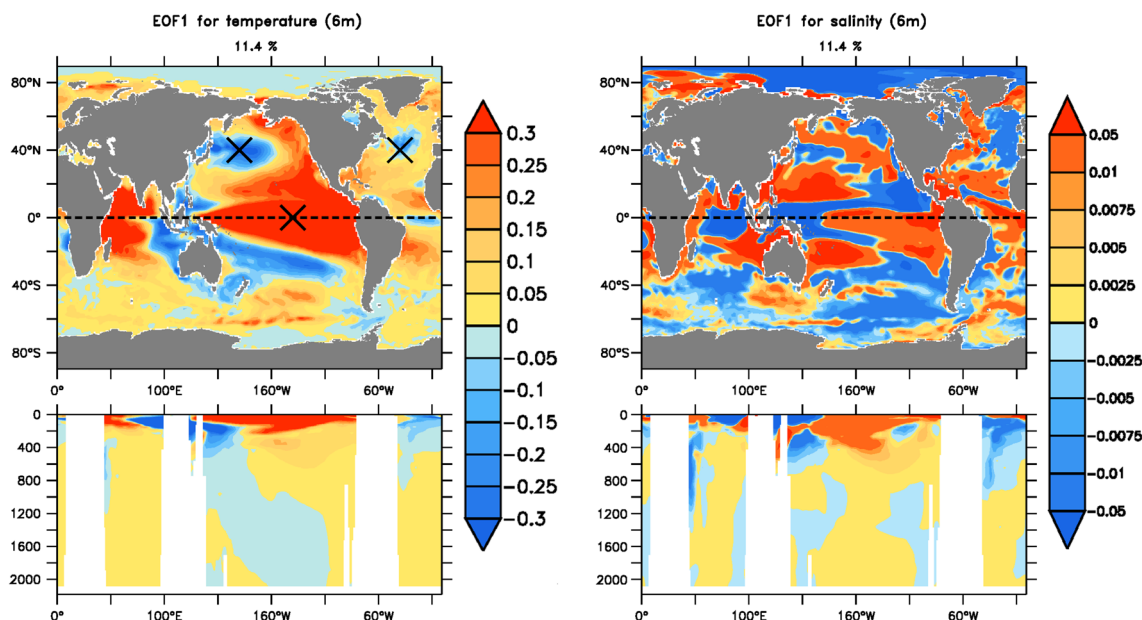 EOF1 for temperature (6m)
11.4 %
80°N
40°N
0°
40°S
80°S
0°
100°E
160°W
60°W
0.3
0.25
0.2
0.15
0.1
0.05
0
-0.05
-0.1
-0.15
-0.2
-0.25
-0.3
0
400
800
1200
1600
2000
0°
100°E
160°W
60°W
EOF1 for salinity (6m)
11.4 %
80°N
40°N
0°
40°S
80°S
0°
100°E
160°W
60°W
0.05
0.01
0.0075
0.005
0.0025
0
-0.0025
-0.005
-0.0075
-0.01
-0.05
0
400
800
1200
1600
2000
0°
100°E
160°W
60°W